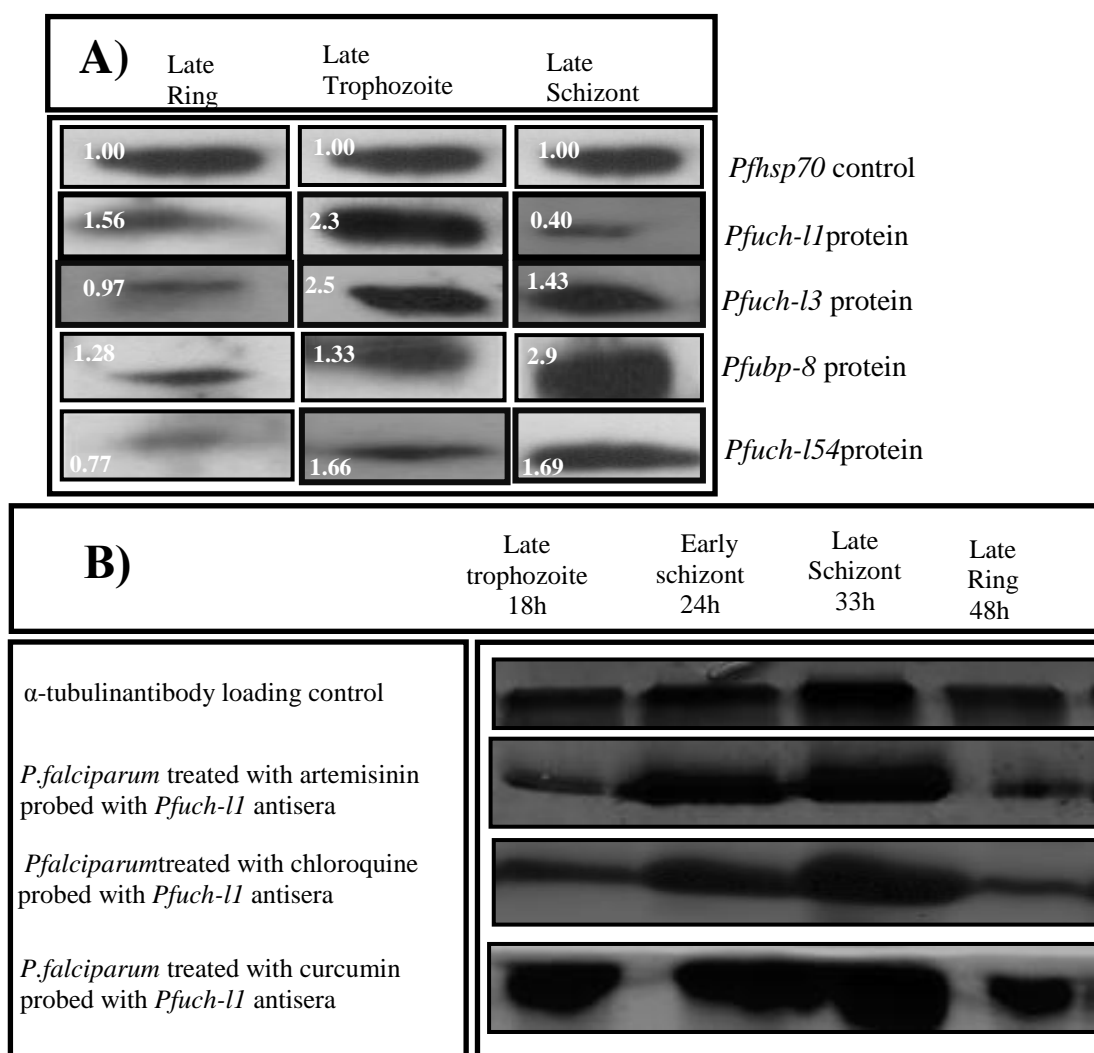 A)
Late
Ring
Late
Trophozoite
Late
Schizont
1.00
1.00
1.00
Pfhsp70 control
1.56
2.3
0.40
Pfuch-l1protein
0.97
2.5
1.43
Pfuch-l3 protein
1.28
1.33
2.9
Pfubp-8 protein
0.77
1.66
1.69
Pfuch-l54protein
B)
Late
trophozoite
18h
Early
schizont
24h
Late
Schizont
33h
Late
Ring
48h
α-tubulinantibody loading control
P.falciparum treated with artemisinin
probed with Pfuch-l1 antisera
Pfalciparumtreated with chloroquine
probed with Pfuch-l1 antisera
P.falciparum treated with curcumin
probed with Pfuch-l1 antisera